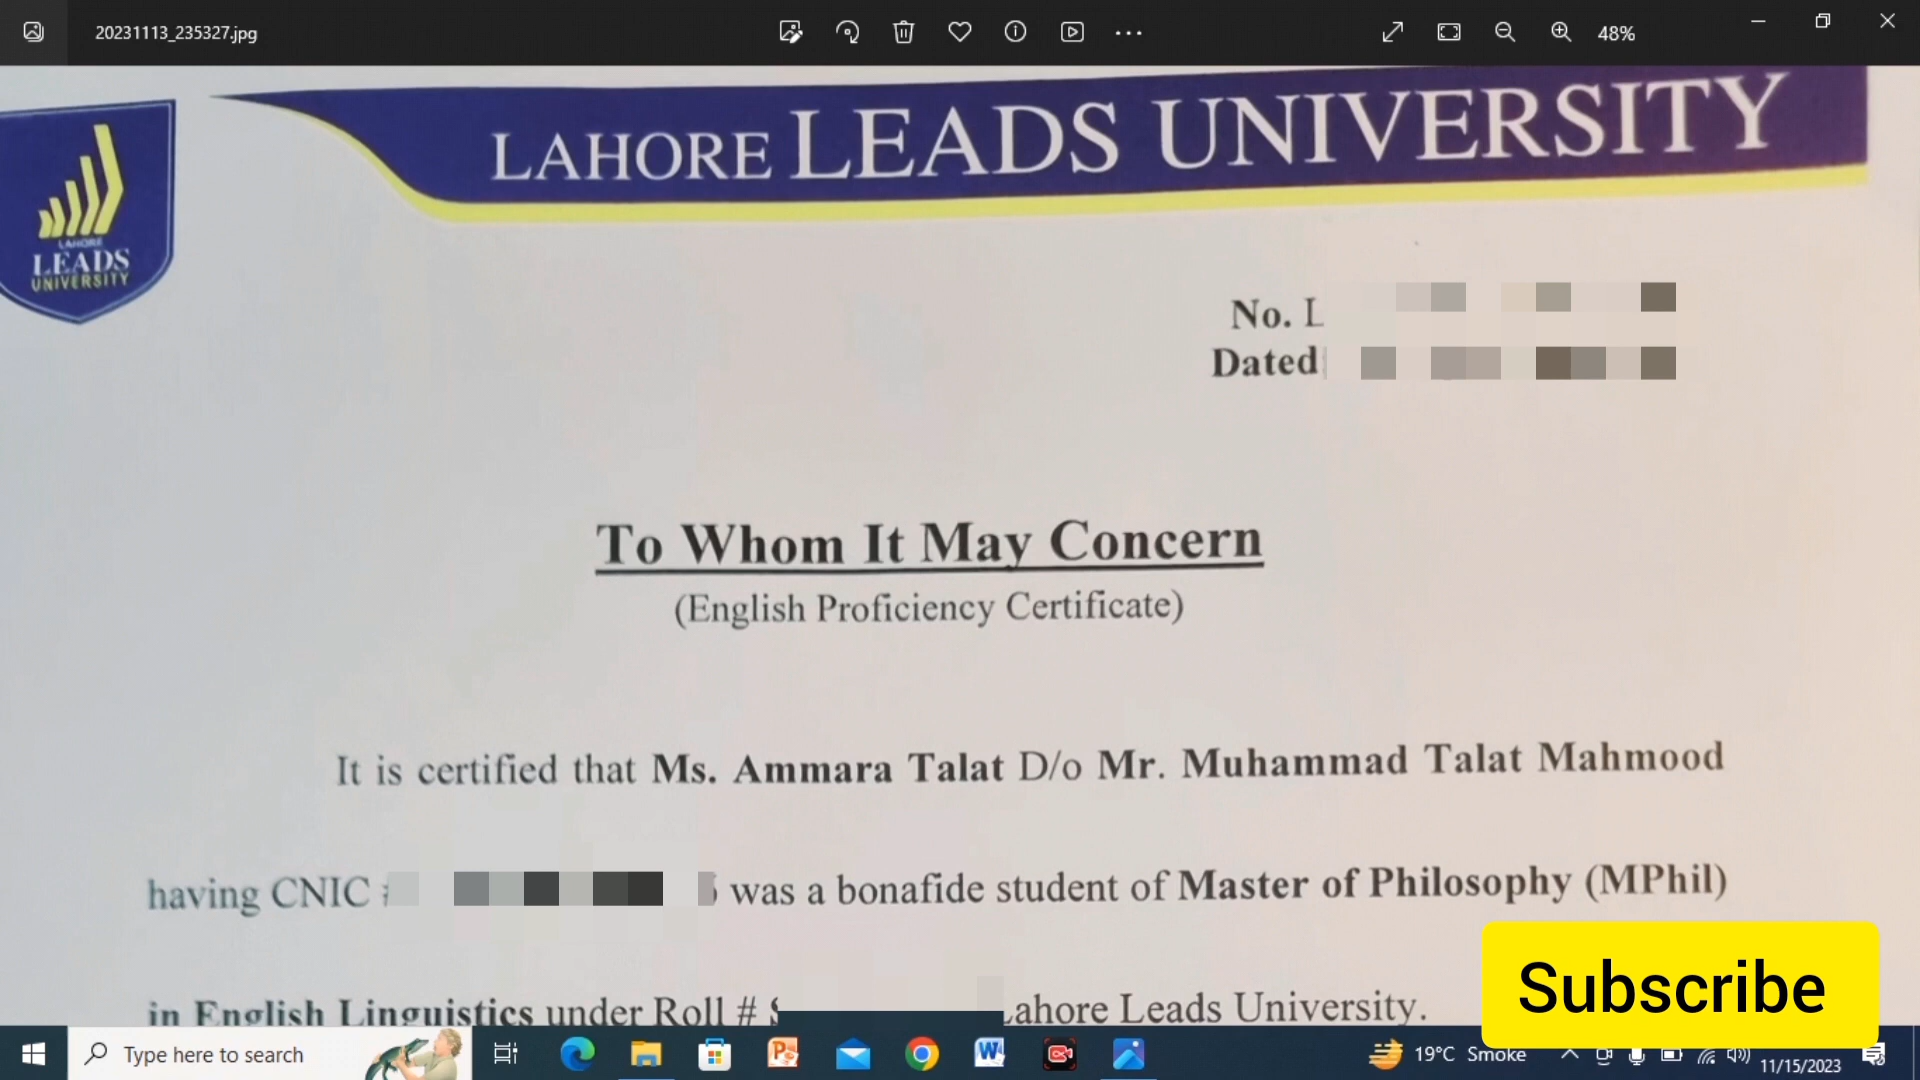 20231113_235327.jpg
48%
LAHORE LEADS UNIVERSITY
LAHORE
LEADS
UNIVERSITY
No. L
Dated
To Whom It May Concern
(English Proficiency Certificate)
It is certified that Ms. Ammara Talat D/o Mr. Muhammad Talat Mahmood
having CNIC was a bonafide student of Master of Philosophy (MPhil)
in English Linguistics under Roll # Lahore Leads University.
Subscribe
Type here to search
19°C Smoke
11/15/2023